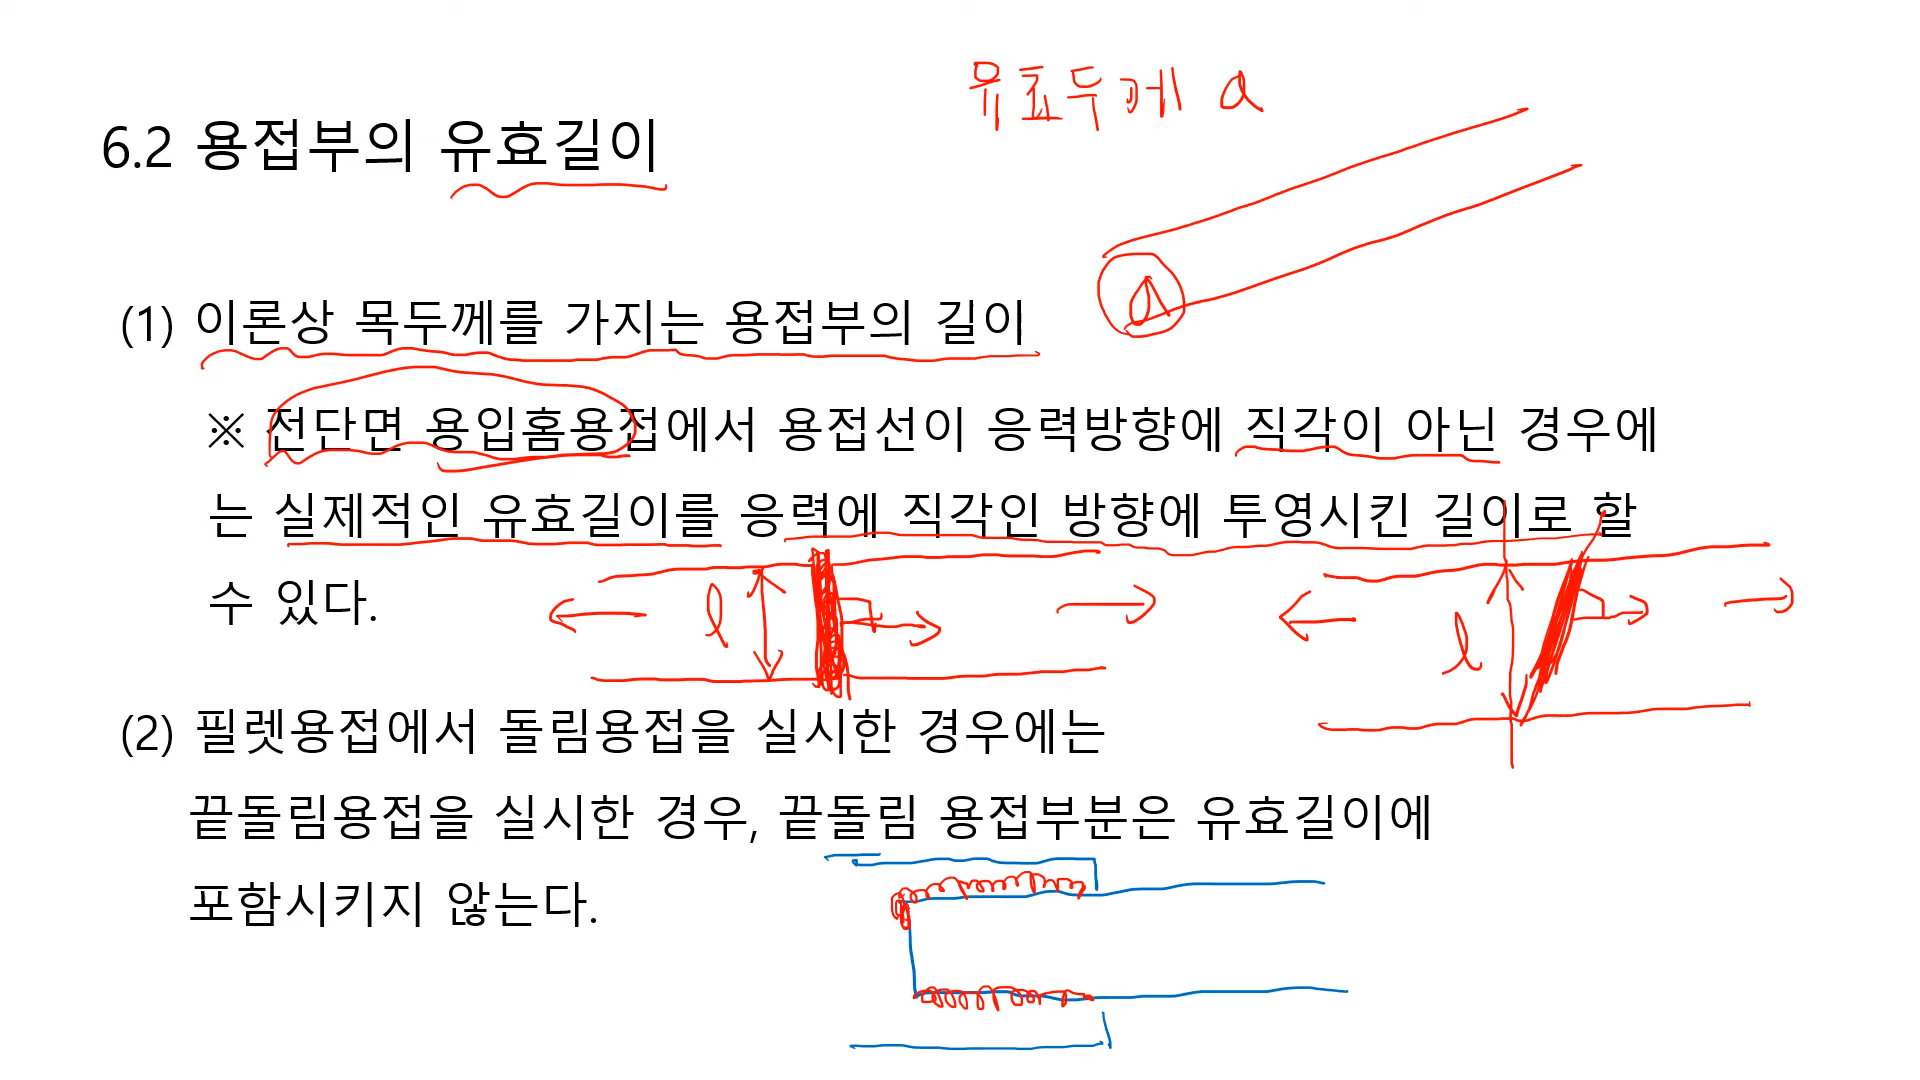 유효두께 a
6.2 용접부의 유효길이
a
(1) 이론상 목두께를 가지는 용접부의 길이
※ 전단면 용입홈용접에서 용접선이 응력방향에 직각이 아닌 경우에
는 실제적인 유효길이를 응력에 직각인 방향에 투영시킨 길이로 할
수 있다.
l
l
(2) 필렛용접에서 돌림용접을 실시한 경우에는
끝돌림용접을 실시한 경우, 끝돌림 용접부분은 유효길이에
포함시키지 않는다.